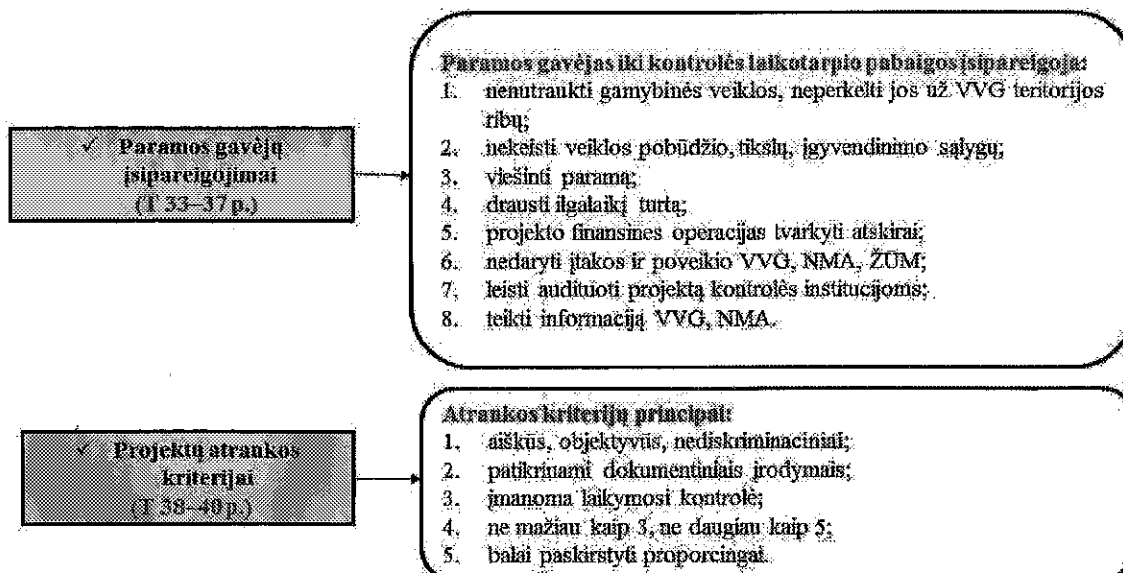 ✓ Paramos gavėjų
įsipareigojimai
(T 33–37 p.)
Paramos gavėjas iki kontrolės laikotarpio pabaigos įsipareigoja:
1. nenutraukti gamybinės veiklos, neperkelti jos už VVG teritorijos
ribų;
2. nekeisti veiklos pobūdžio, tikslų, įgyvendinimo sąlygų;
3. viešinti paramą;
4. drausti ilgalaikį turtą;
5. projekto finansines operacijas tvarkyti atskirai;
6. nedaryti įtakos ir poveikio VVG, NMA, ŽŪM;
7. leisti audituoti projektą kontrolės institucijoms;
8. teikti informaciją VVG, NMA.
✓ Projektų atrankos
kriterijai
(T 38–40 p.)
Atrankos kriterijų principai:
1. aiškūs, objektyvūs, nediskriminaciniai;
2. patikrinami dokumentiniais įrodymais;
3. įmanoma laikymosi kontrolė;
4. ne mažiau kaip 3, ne daugiau kaip 5;
5. balai paskirstyti proporcingai.